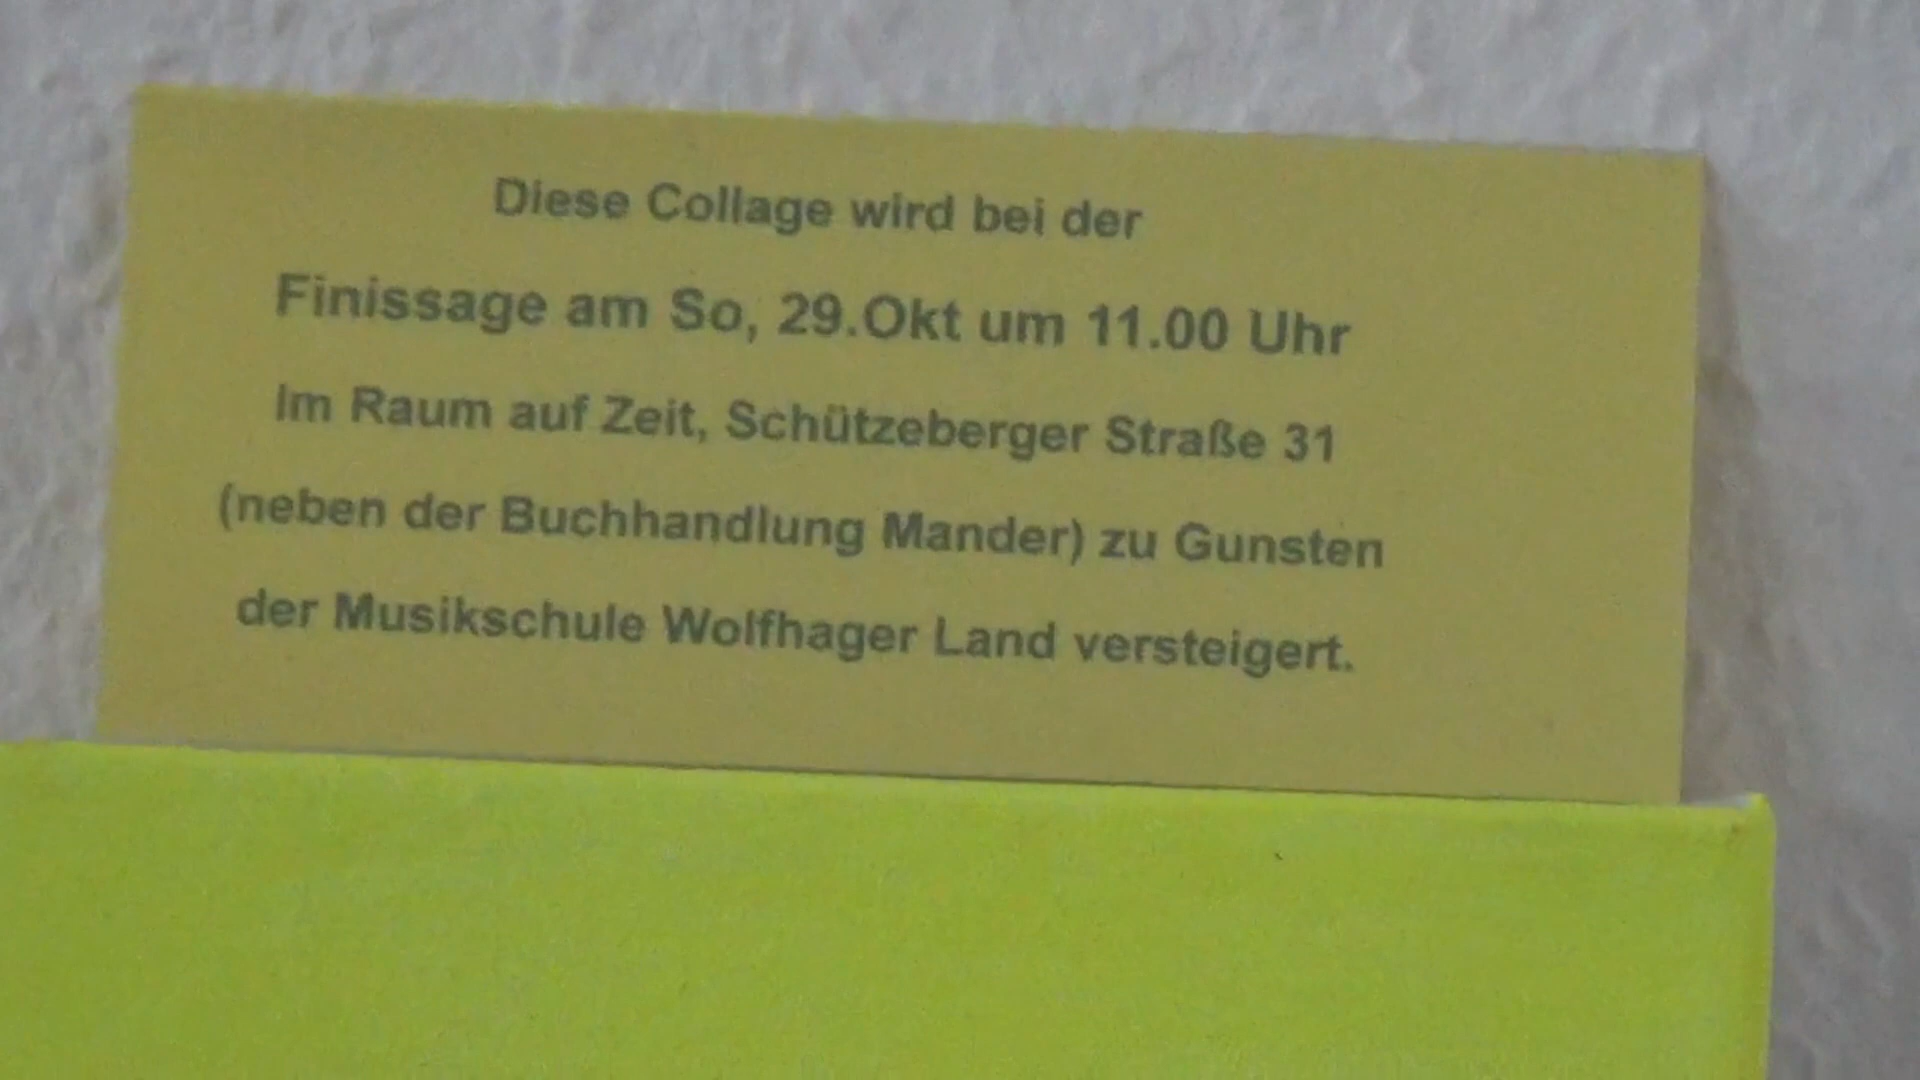 Diese Collage wird bei der
Finissage am So, 29.Okt um 11.00 Uhr
Im Raum auf Zeit, Schützeberger Straße 31
(neben der Buchhandlung Mander) zu Gunsten
der Musikschule Wolfhager Land versteigert.